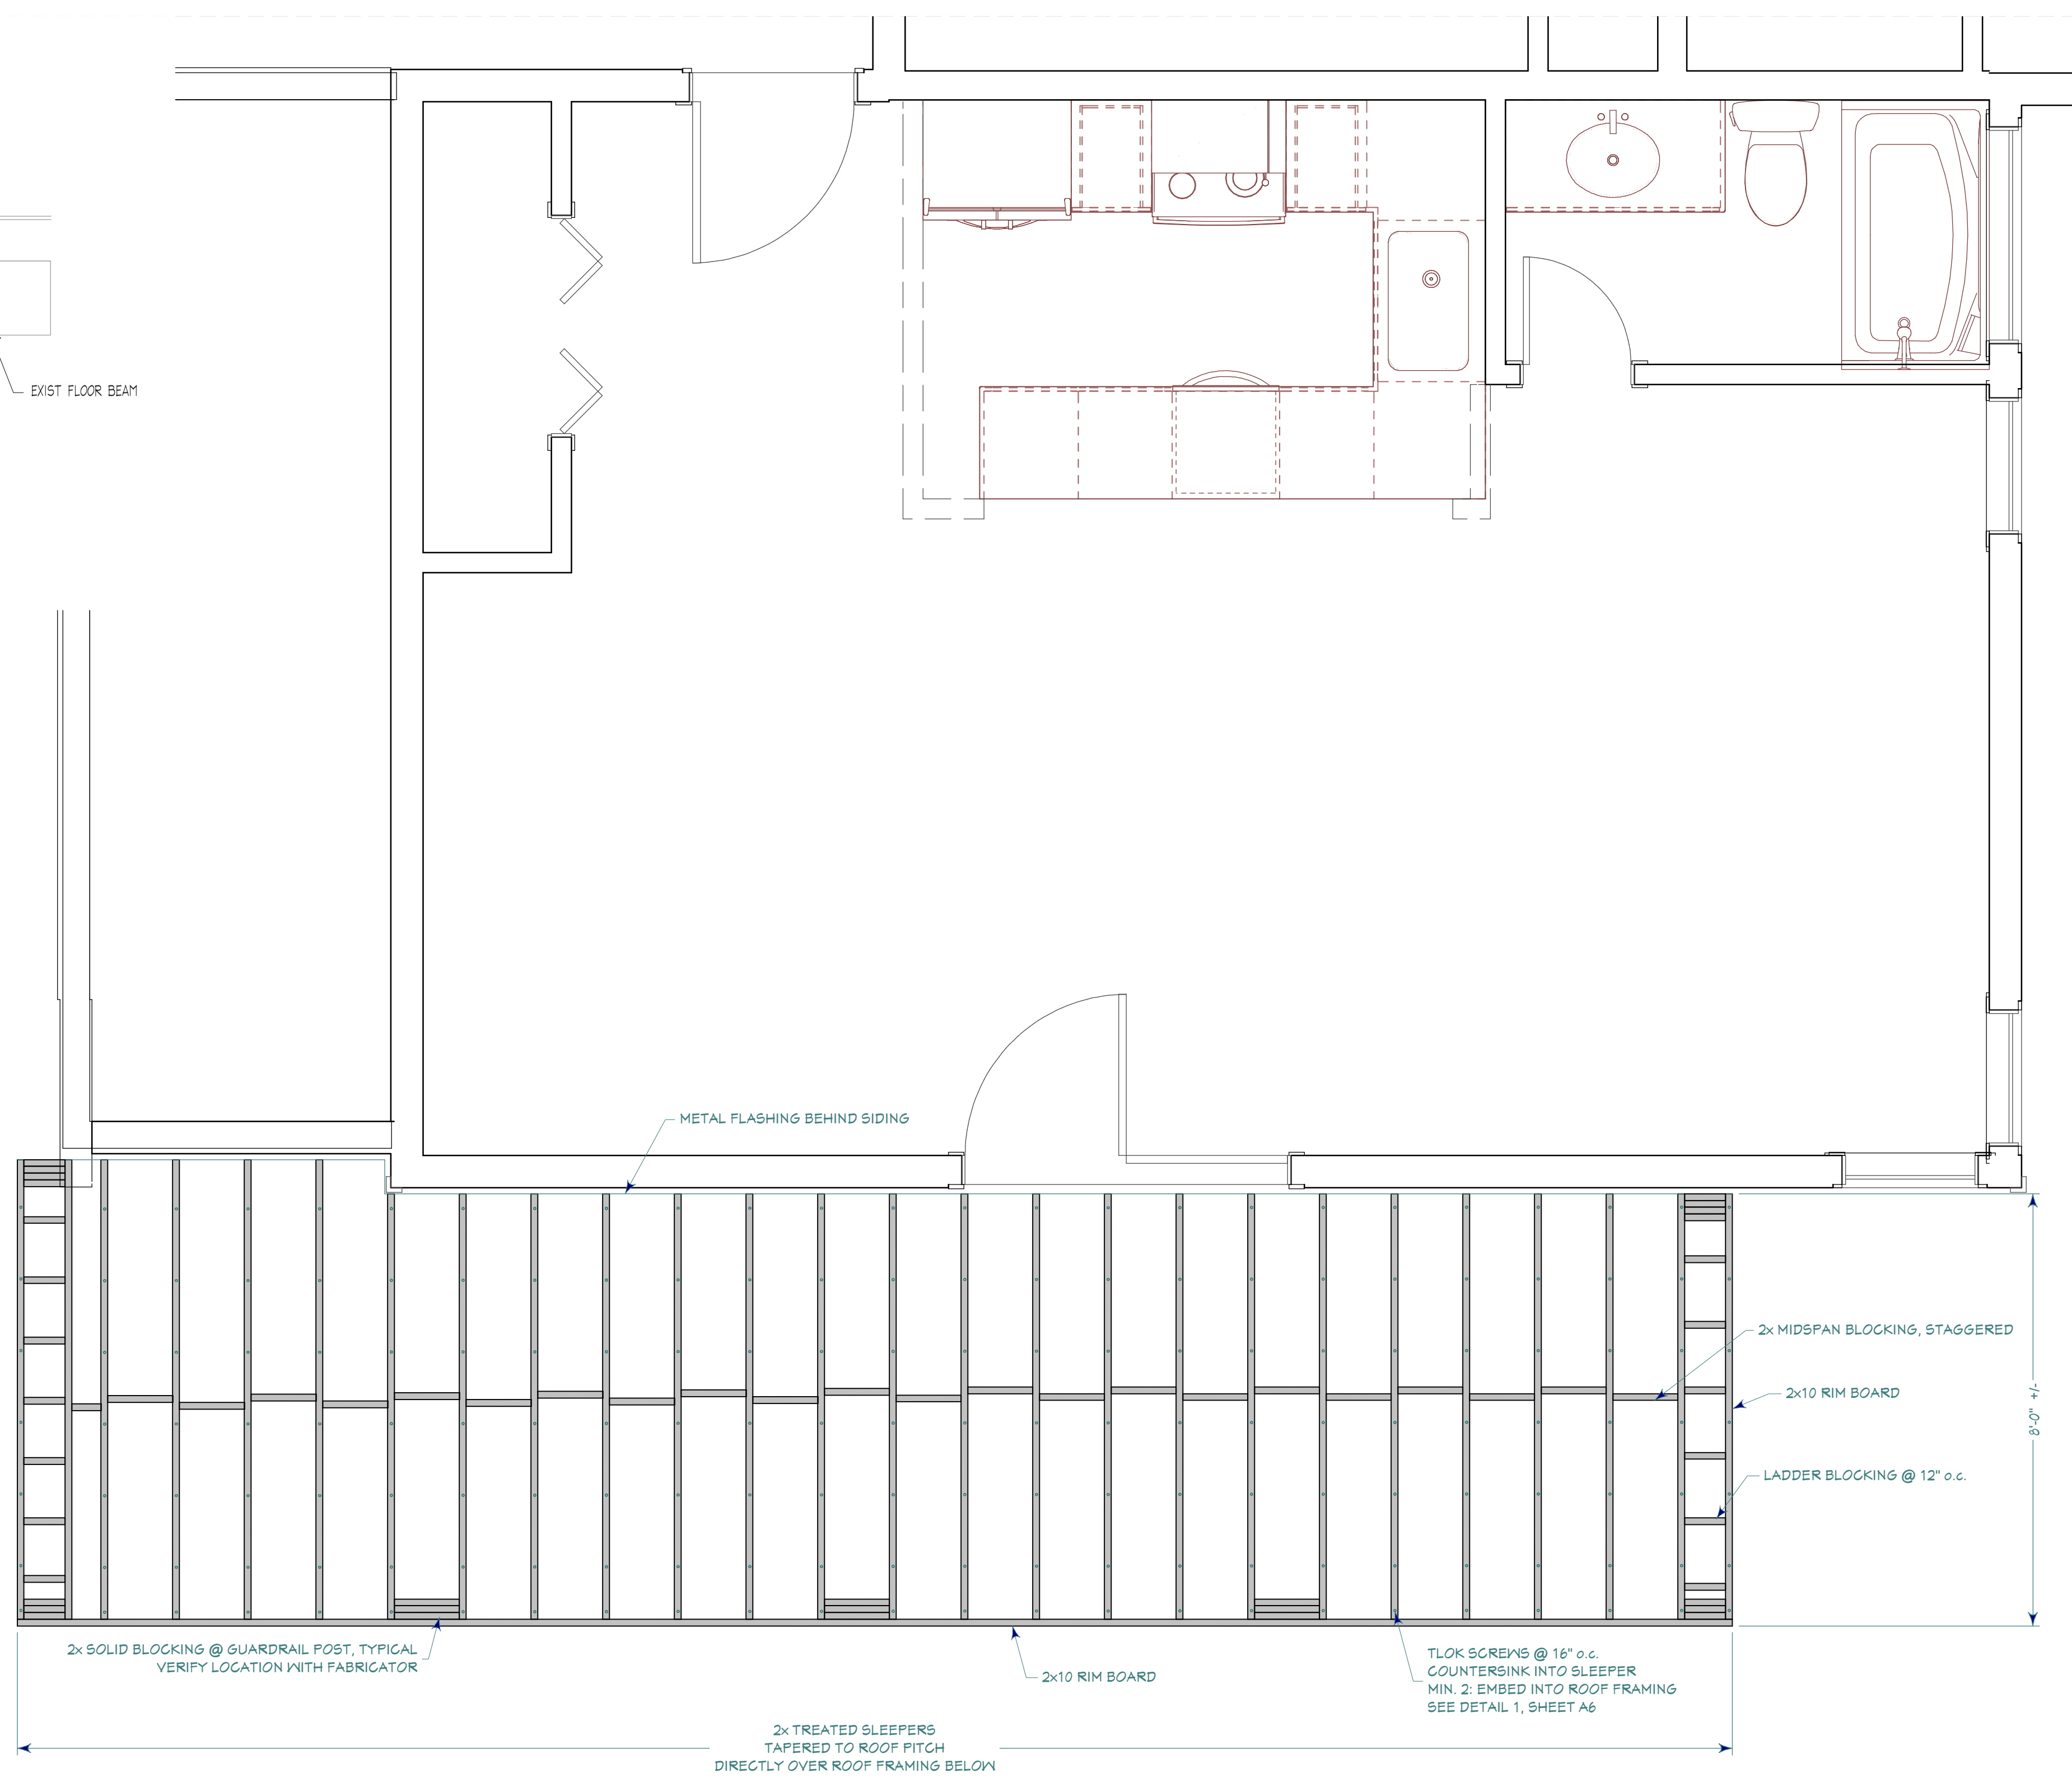 EXIST FLOOR BEAM
METAL FLASHING BEHIND SIDING
2x MIDSPAN BLOCKING, STAGGERED
2x10 RIM BOARD
8'-0" +/-
LADDER BLOCKING @ 12" o.c.
2x SOLID BLOCKING @ GUARDRAIL POST, TYPICAL
VERIFY LOCATION WITH FABRICATOR
2x10 RIM BOARD
TLOK SCREWS @ 16" o.c.
COUNTERSINK INTO SLEEPER
MIN. 2: EMBED INTO ROOF FRAMING
SEE DETAIL 1, SHEET A6
2x TREATED SLEEPERS
TAPERED TO ROOF PITCH
DIRECTLY OVER ROOF FRAMING BELOW